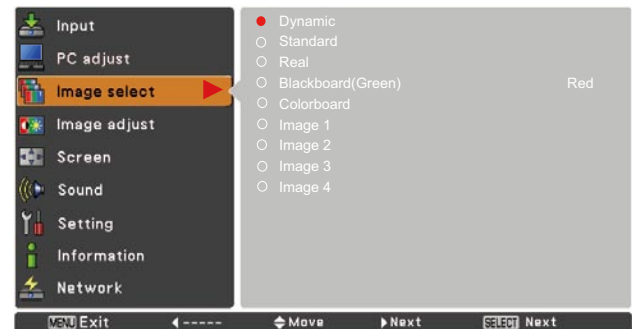 Input
PC adjust
Image select
Image adjust
Screen
Sound
Setting
Information
Network
Dynamic
Standard
Real
Blackboard(Green) Red
Colorboard
Image 1
Image 2
Image 3
Image 4
MENU Exit ----- Move Next SELECT Next